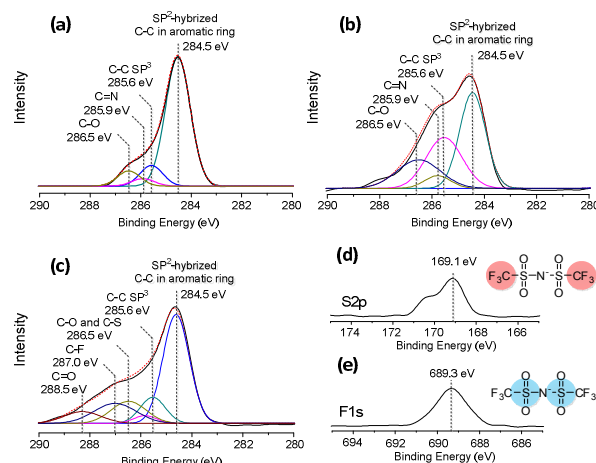 (a)
SP²-hybrized
C-C in aromatic ring
284.5 eV
C-C SP³
285.6 eV
C=N
285.9 eV
C-O
286.5 eV
Intensity
290 288 286 284 282 280
Binding Energy (eV)
(b)
SP²-hybrized
C-C in aromatic ring
284.5 eV
C-C SP³
285.6 eV
C=N
285.9 eV
C-O
286.5 eV
Intensity
290 288 286 284 282 280
Binding Energy (eV)
(c)
SP²-hybrized
C-C in aromatic ring
284.5 eV
C-C SP³
285.6 eV
C-O and C-S
286.5 eV
C-F
287.0 eV
C=O
288.5 eV
Intensity
290 288 286 284 282 280
Binding Energy (eV)
(d)
169.1 eV
S2p
O O
F₃C-S-N⁻-S-CF₃
O O
174 172 170 168 166
Binding Energy (eV)
(e)
689.3 eV
F1s
O O
F₃C-S-N⁻-S-CF₃
O O
694 692 690 688 686
Binding Energy (eV)